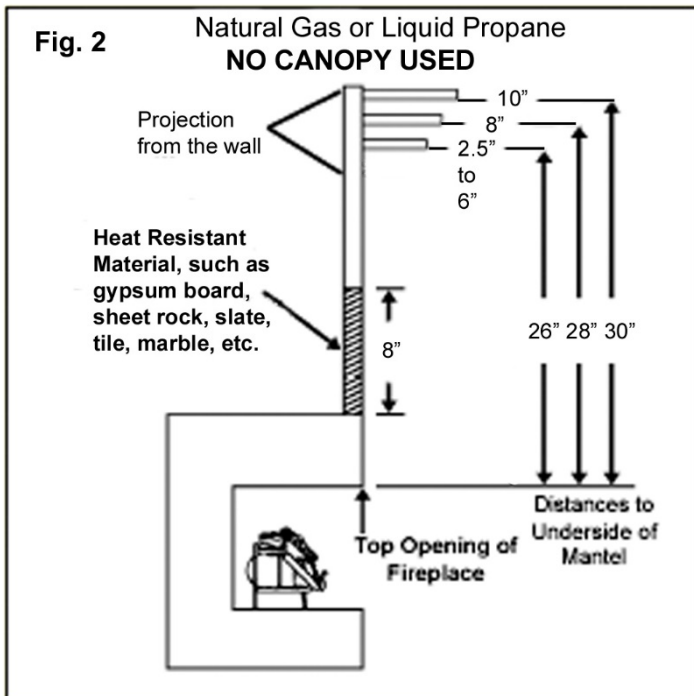 Fig. 2
Natural Gas or Liquid Propane
NO CANOPY USED
Projection
from the wall
10”
8”
2.5”
to
6”
Heat Resistant
Material, such as
gypsum board,
sheet rock, slate,
tile, marble, etc.
8”
26” 28” 30”
Top Opening of
Fireplace
Distances to
Underside of
Mantel